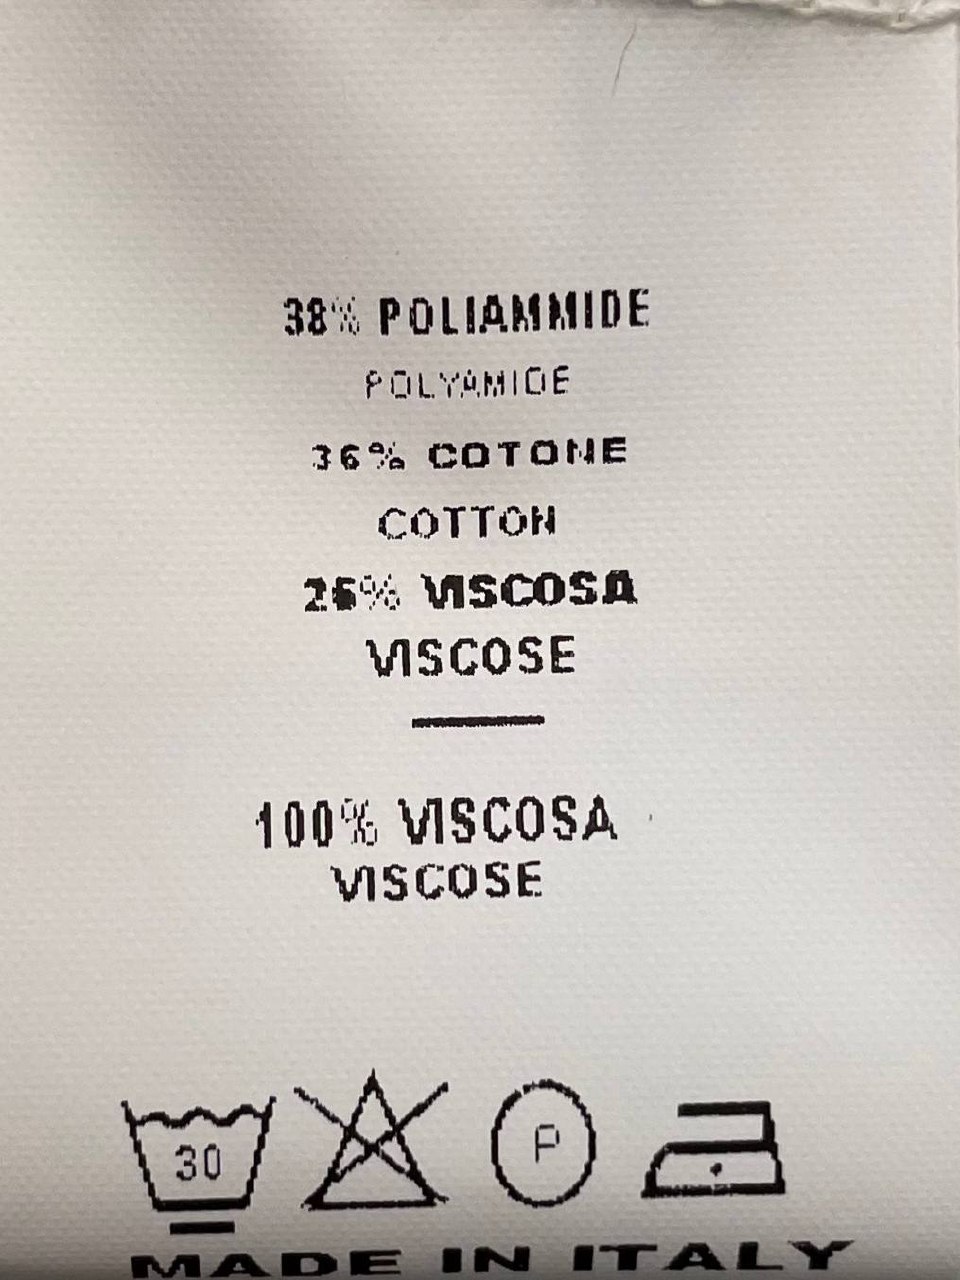 38% POLIAMMIDE
POLYAMIDE
36% COTONE
COTTON
26% VISCOSA
VISCOSE
100% VISCOSA
VISCOSE
30 P
MADE IN ITALY